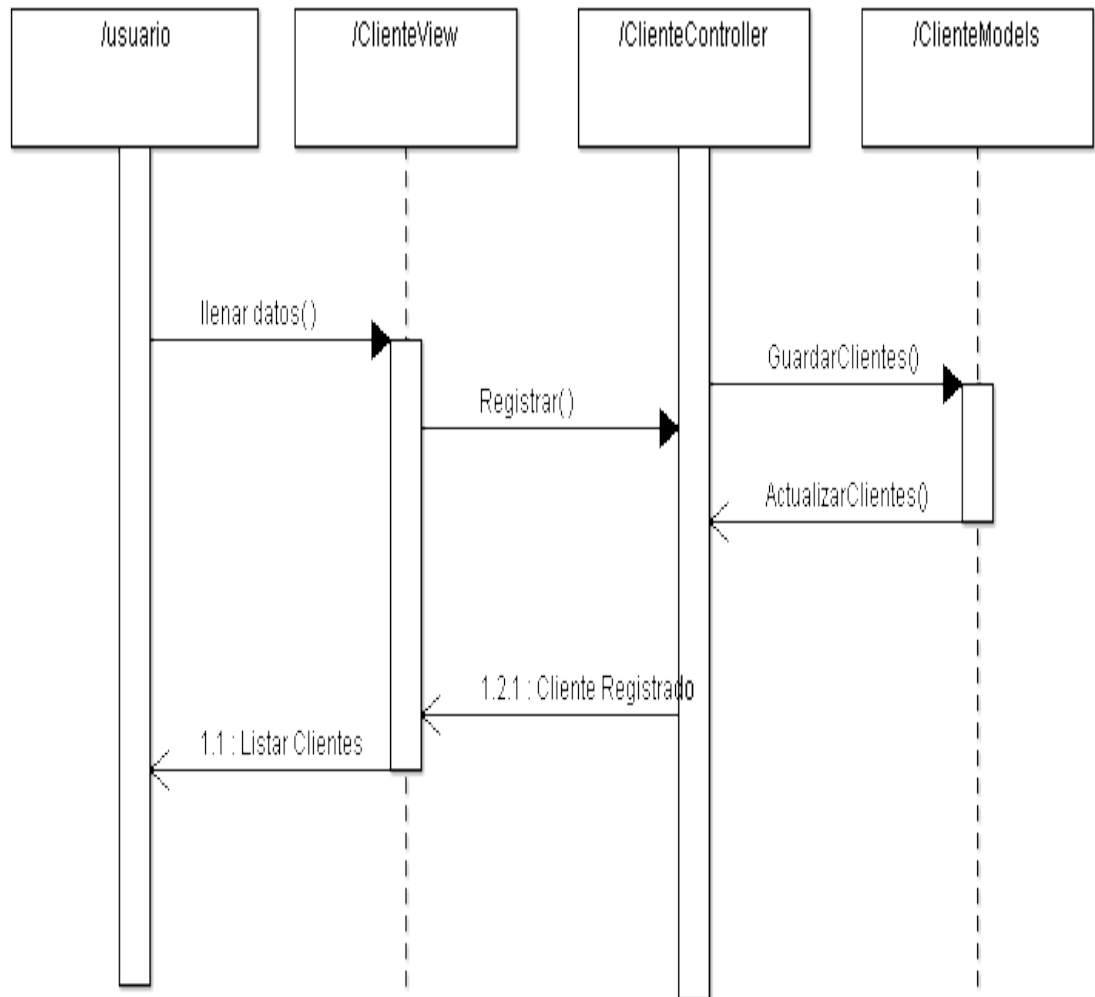 /usuario
/ClienteView
/ClienteController
/ClienteModels
llenar datos( )
GuardarClientes()
Registrar( )
ActualizarClientes()
1.2.1 : Cliente Registrado
1.1 : Listar Clientes